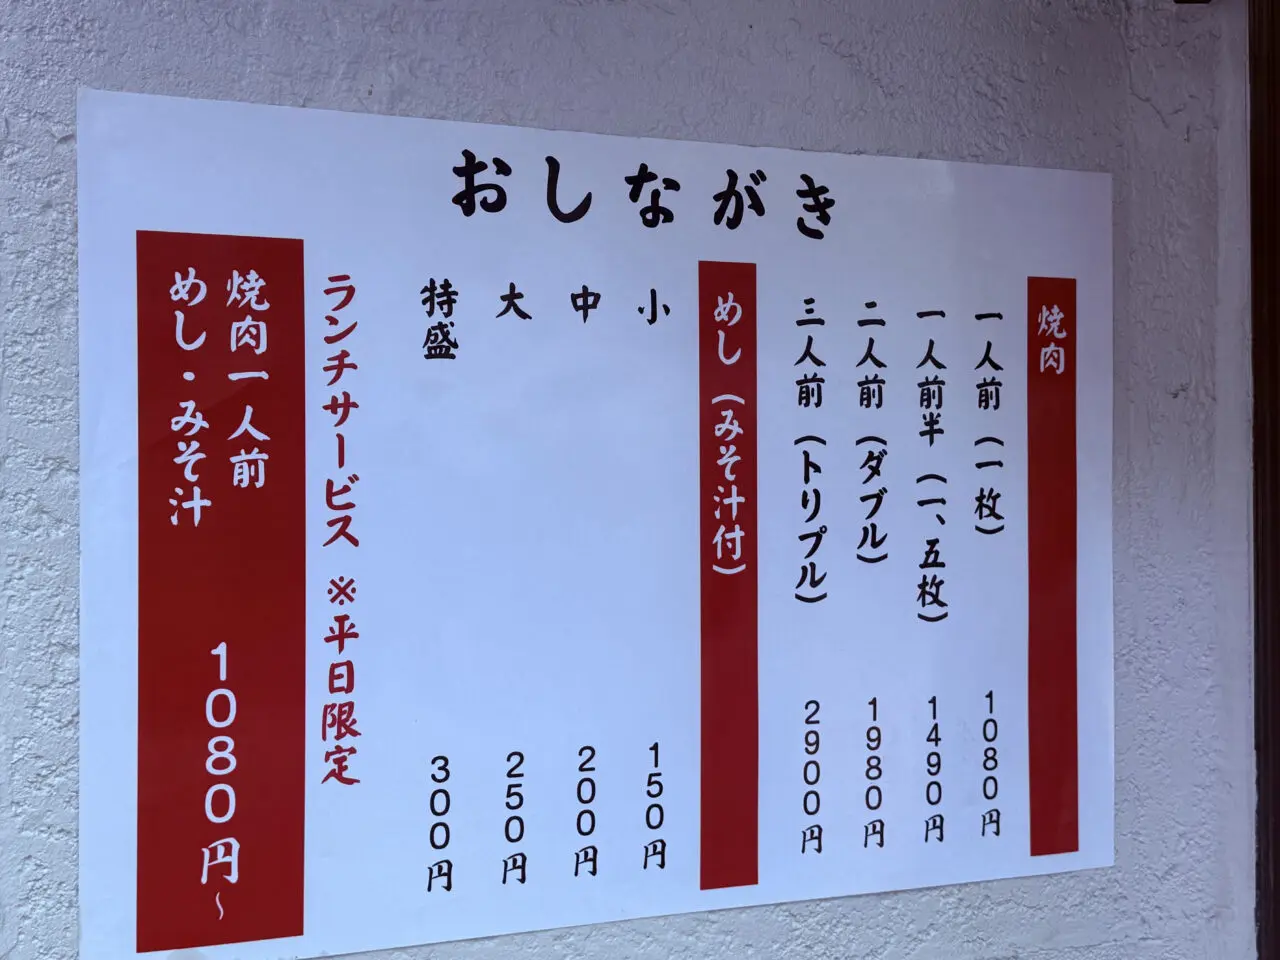 おしながき
焼肉
一人前（一枚） 1080円
一人前半（一、五枚） 1490円
二人前（ダブル） 1980円
三人前（トリプル） 2900円
めし（みそ汁付）
小 150円
中 200円
大 250円
特盛 300円
ランチサービス ※平日限定
焼肉一人前
めし・みそ汁
1080円〜